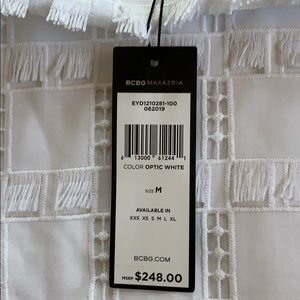 BCBGMAXAZRIA
EYD1210281-100
062019
6 13000 61244 1
COLOR OPTIC WHITE
SIZE M
AVAILABLE IN
XXS XS S M L XL
BCBG.COM
MSRP $248.00